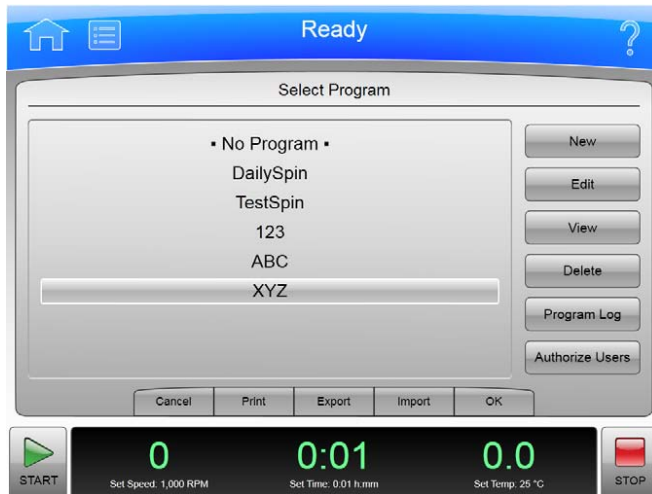 Ready
?
Select Program
▪ No Program ▪
DailySpin
TestSpin
123
ABC
XYZ
New
Edit
View
Delete
Program Log
Authorize Users
Cancel Print Export Import OK
START
0 0:01 0.0
Set Speed: 1,000 RPM Set Time: 0:01 h:mm Set Temp: 25 °C
STOP